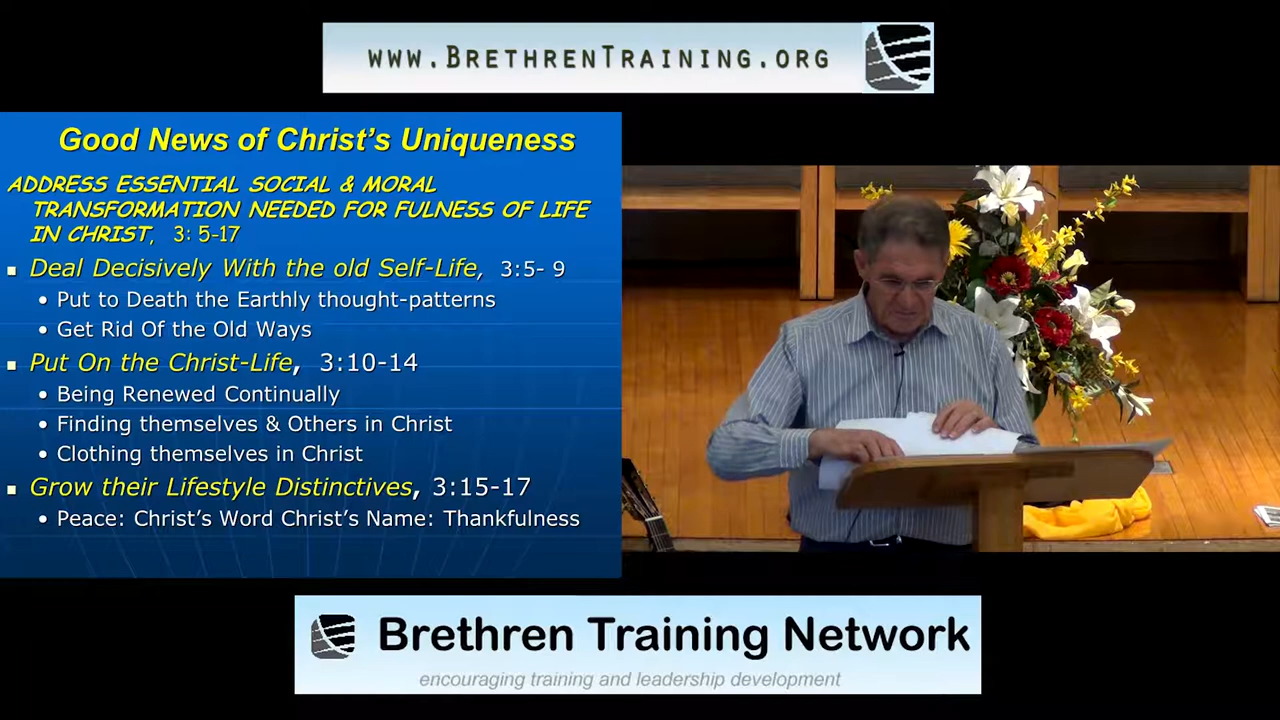 www.BrethrenTraining.org
Good News of Christ's Uniqueness
ADDRESS ESSENTIAL SOCIAL & MORAL
TRANSFORMATION NEEDED FOR FULNESS OF LIFE
IN CHRIST, 3: 5-17
Deal Decisively With the old Self-Life, 3:5- 9
• Put to Death the Earthly thought-patterns
• Get Rid Of the Old Ways
Put On the Christ-Life, 3:10-14
• Being Renewed Continually
• Finding themselves & Others in Christ
• Clothing themselves in Christ
Grow their Lifestyle Distinctives, 3:15-17
• Peace: Christ's Word Christ's Name: Thankfulness
Brethren Training Network
encouraging training and leadership development